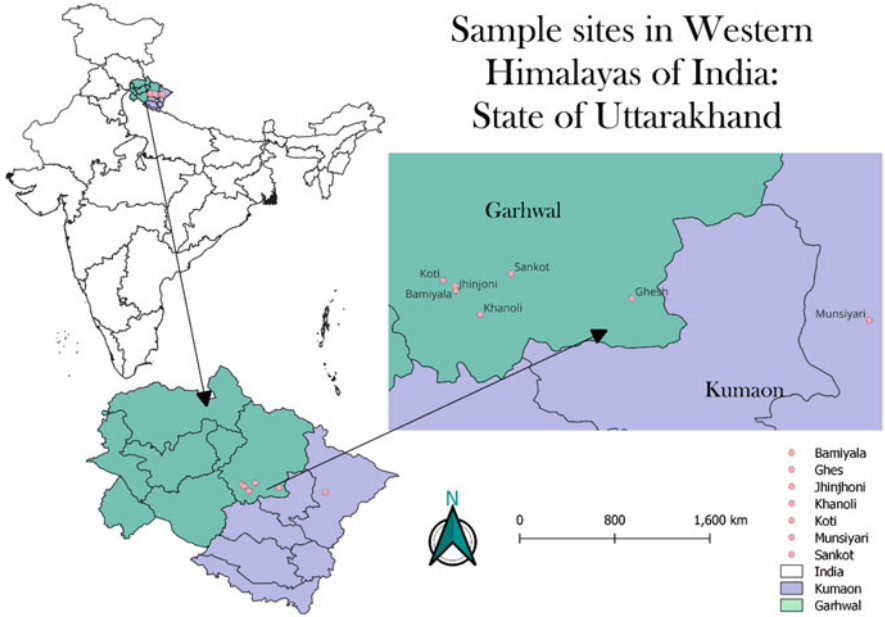 Sample sites in Western
Himalayas of India:
State of Uttarakhand
Garhwal
Koti
Sankot
Jhinjoni
Bamiyala
Ghesh
Khanoli
Munsiyari
Kumaon
N
0 800 1,600 km
Bamiyala
Ghes
Jhinjhoni
Khanoli
Koti
Munsiyari
Sankot
India
Kumaon
Garhwal